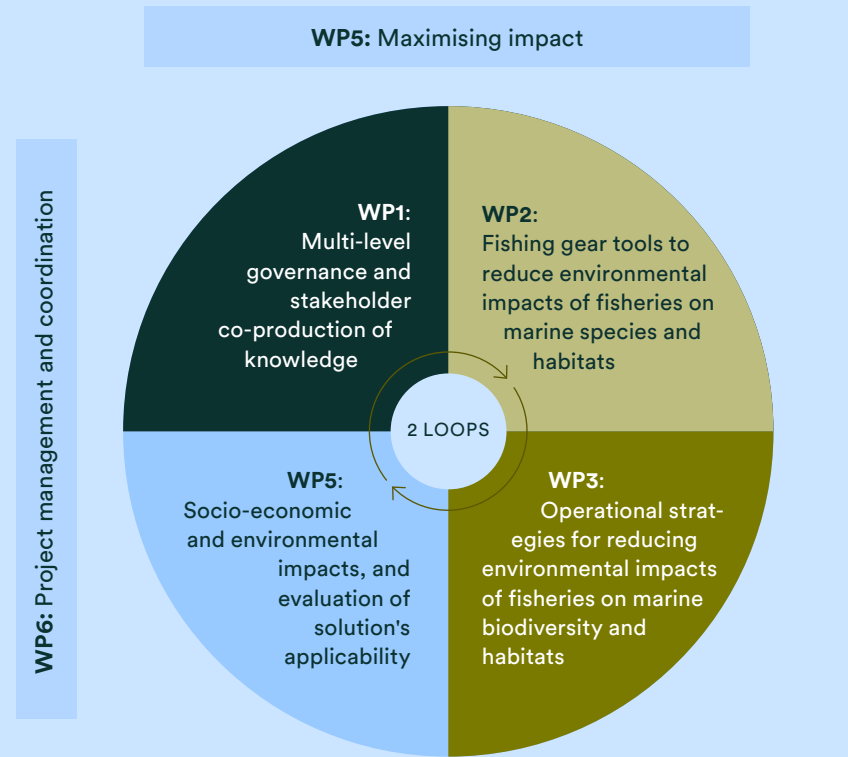 WP5: Maximising impact
WP6: Project management and coordination
WP1:
Multi-level
governance and
stakeholder
co-production of
knowledge
WP2:
Fishing gear tools to
reduce environmental
impacts of fisheries on
marine species and
habitats
2 LOOPS
WP5:
Socio-economic
and environmental
impacts, and
evaluation of
solution's
applicability
WP3:
Operational strat-
egies for reducing
environmental impacts
of fisheries on marine
biodiversity and
habitats